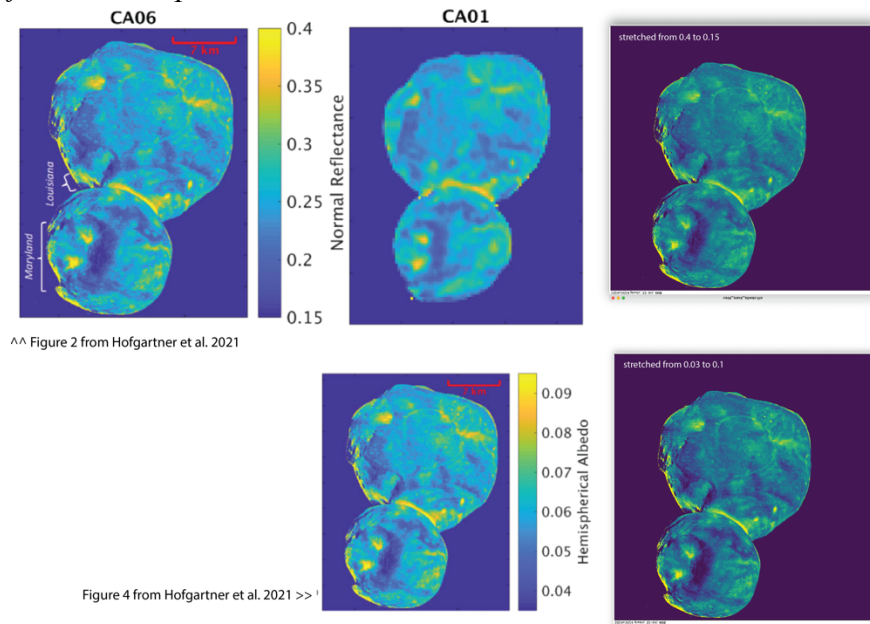 CA06
CA01
7 km
stretched from 0.4 to 0.15
0.4
0.35
0.3
0.25
0.2
0.15
Normal Reflectance
Louisiana
Maryland
^^ Figure 2 from Hofgartner et al. 2021
stretched from 0.03 to 0.1
7 km
0.09
0.08
0.07
0.06
0.05
0.04
Hemispherical Albedo
Figure 4 from Hofgartner et al. 2021 >>